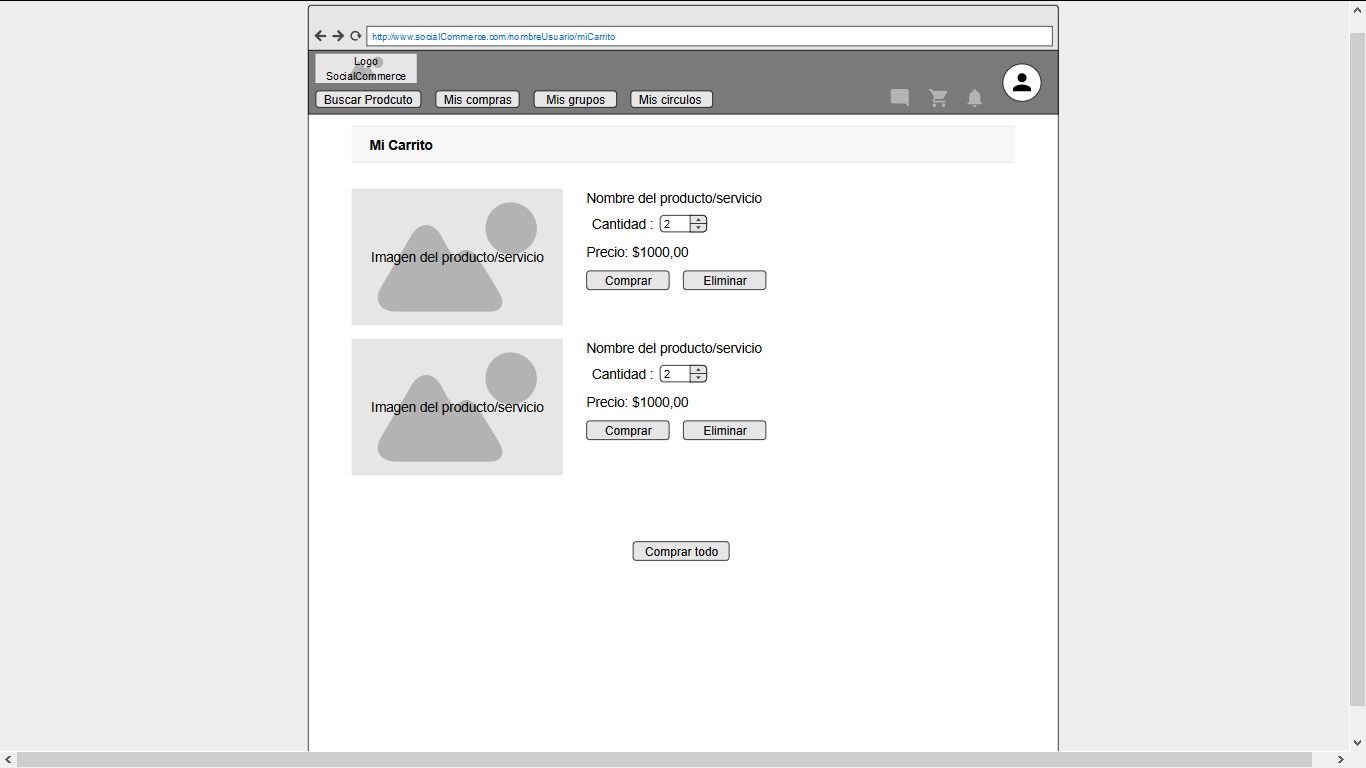 http://www.socialCommerce.com/nombreUsuario/miCarrito
Logo
SocialCommerce
Buscar Prodcuto Mis compras Mis grupos Mis circulos
Mi Carrito
Imagen del producto/servicio
Nombre del producto/servicio
Cantidad : 2
Precio: $1000,00
Comprar Eliminar
Imagen del producto/servicio
Nombre del producto/servicio
Cantidad : 2
Precio: $1000,00
Comprar Eliminar
Comprar todo